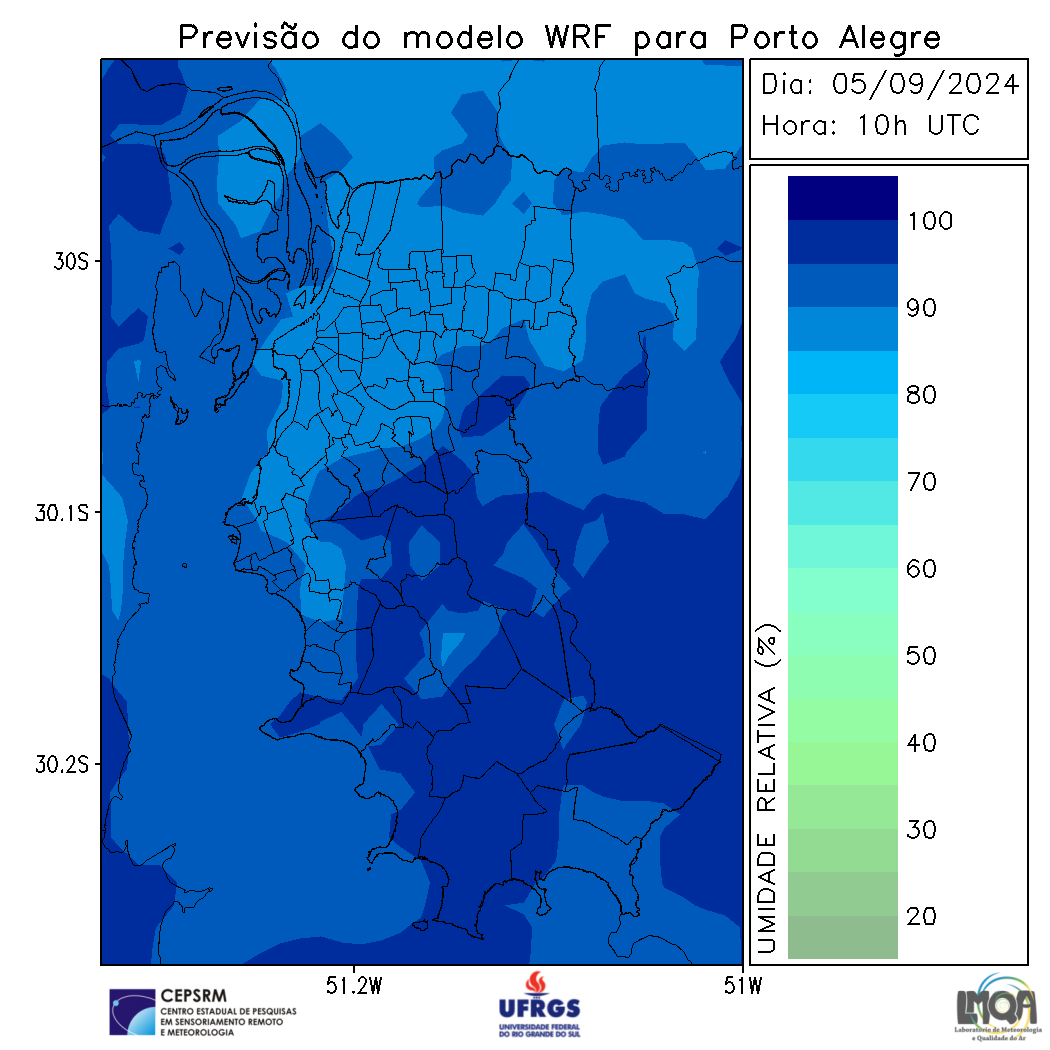 Previsão do modelo WRF para Porto Alegre
Dia: 05/09/2024
Hora: 10h UTC
30S
30.1S
30.2S
51.2W
51W
100
90
80
70
60
50
40
30
20
UMIDADE RELATIVA (%)
CEPSRM
CENTRO ESTADUAL DE PESQUISAS
EM SENSORIAMENTO REMOTO
E METEOROLOGIA
UFRGS
UNIVERSIDADE FEDERAL
DO RIO GRANDE DO SUL
LMQA
Laboratório de Meteorologia
e Qualidade do Ar